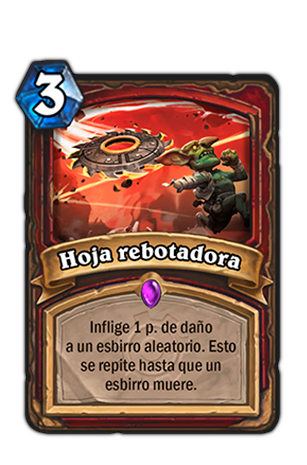 3
Hoja rebotadora
Inflige 1 p. de daño
a un esbirro aleatorio. Esto
se repite hasta que un
esbirro muere.